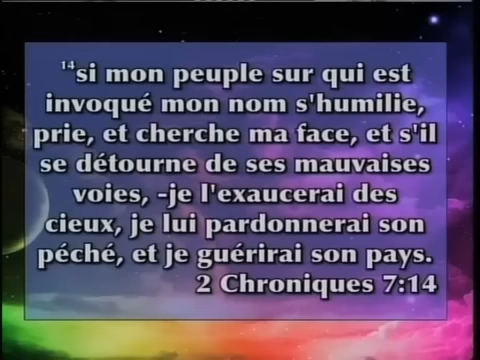 ¹⁴si mon peuple sur qui est
invoqué mon nom s'humilie,
prie, et cherche ma face, et s'il
se détourne de ses mauvaises
voies, -je l'exaucerai des
cieux, je lui pardonnerai son
péché, et je guérirai son pays.
2 Chroniques 7:14